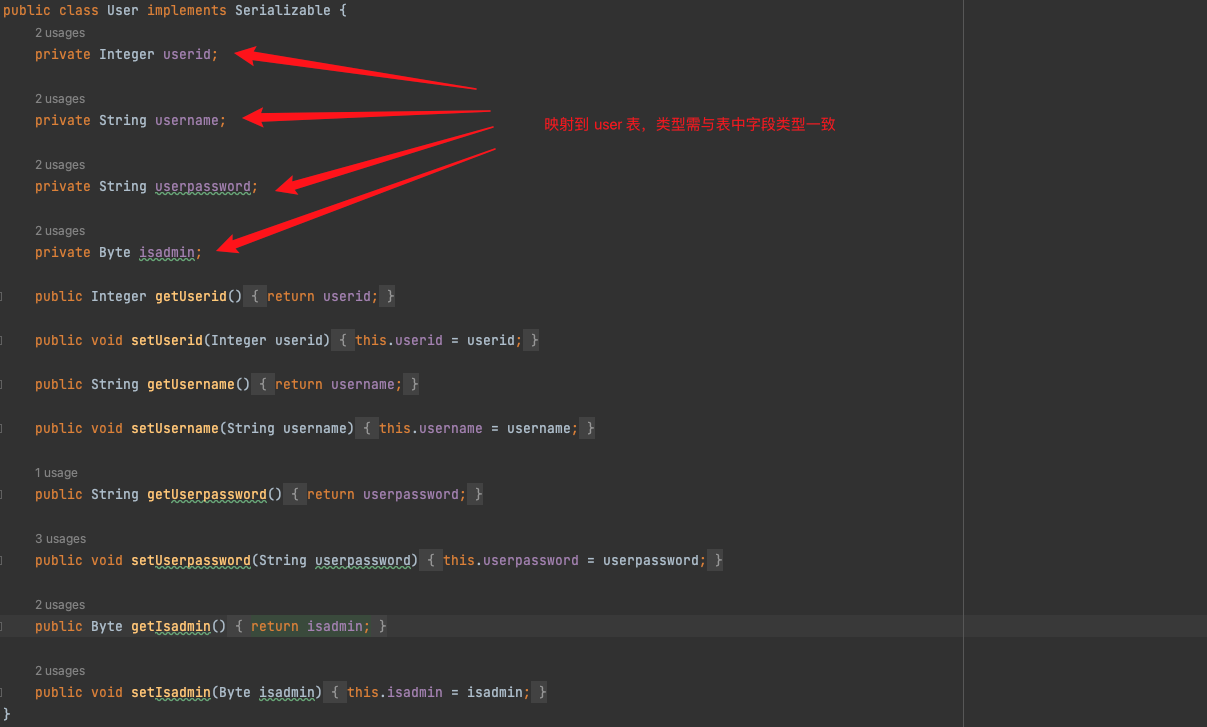 public class User implements Serializable {
2 usages
private Integer userid;
2 usages
private String username;
映射到 user 表，类型需与表中字段类型一致
2 usages
private String userpassword;
2 usages
private Byte isadmin;
public Integer getUserid() { return userid; }
public void setUserid(Integer userid) { this.userid = userid; }
public String getUsername() { return username; }
public void setUsername(String username) { this.username = username; }
1 usage
public String getUserpassword() { return userpassword; }
3 usages
public void setUserpassword(String userpassword) { this.userpassword = userpassword; }
2 usages
public Byte getIsadmin() { return isadmin; }
2 usages
public void setIsadmin(Byte isadmin) { this.isadmin = isadmin; }
}